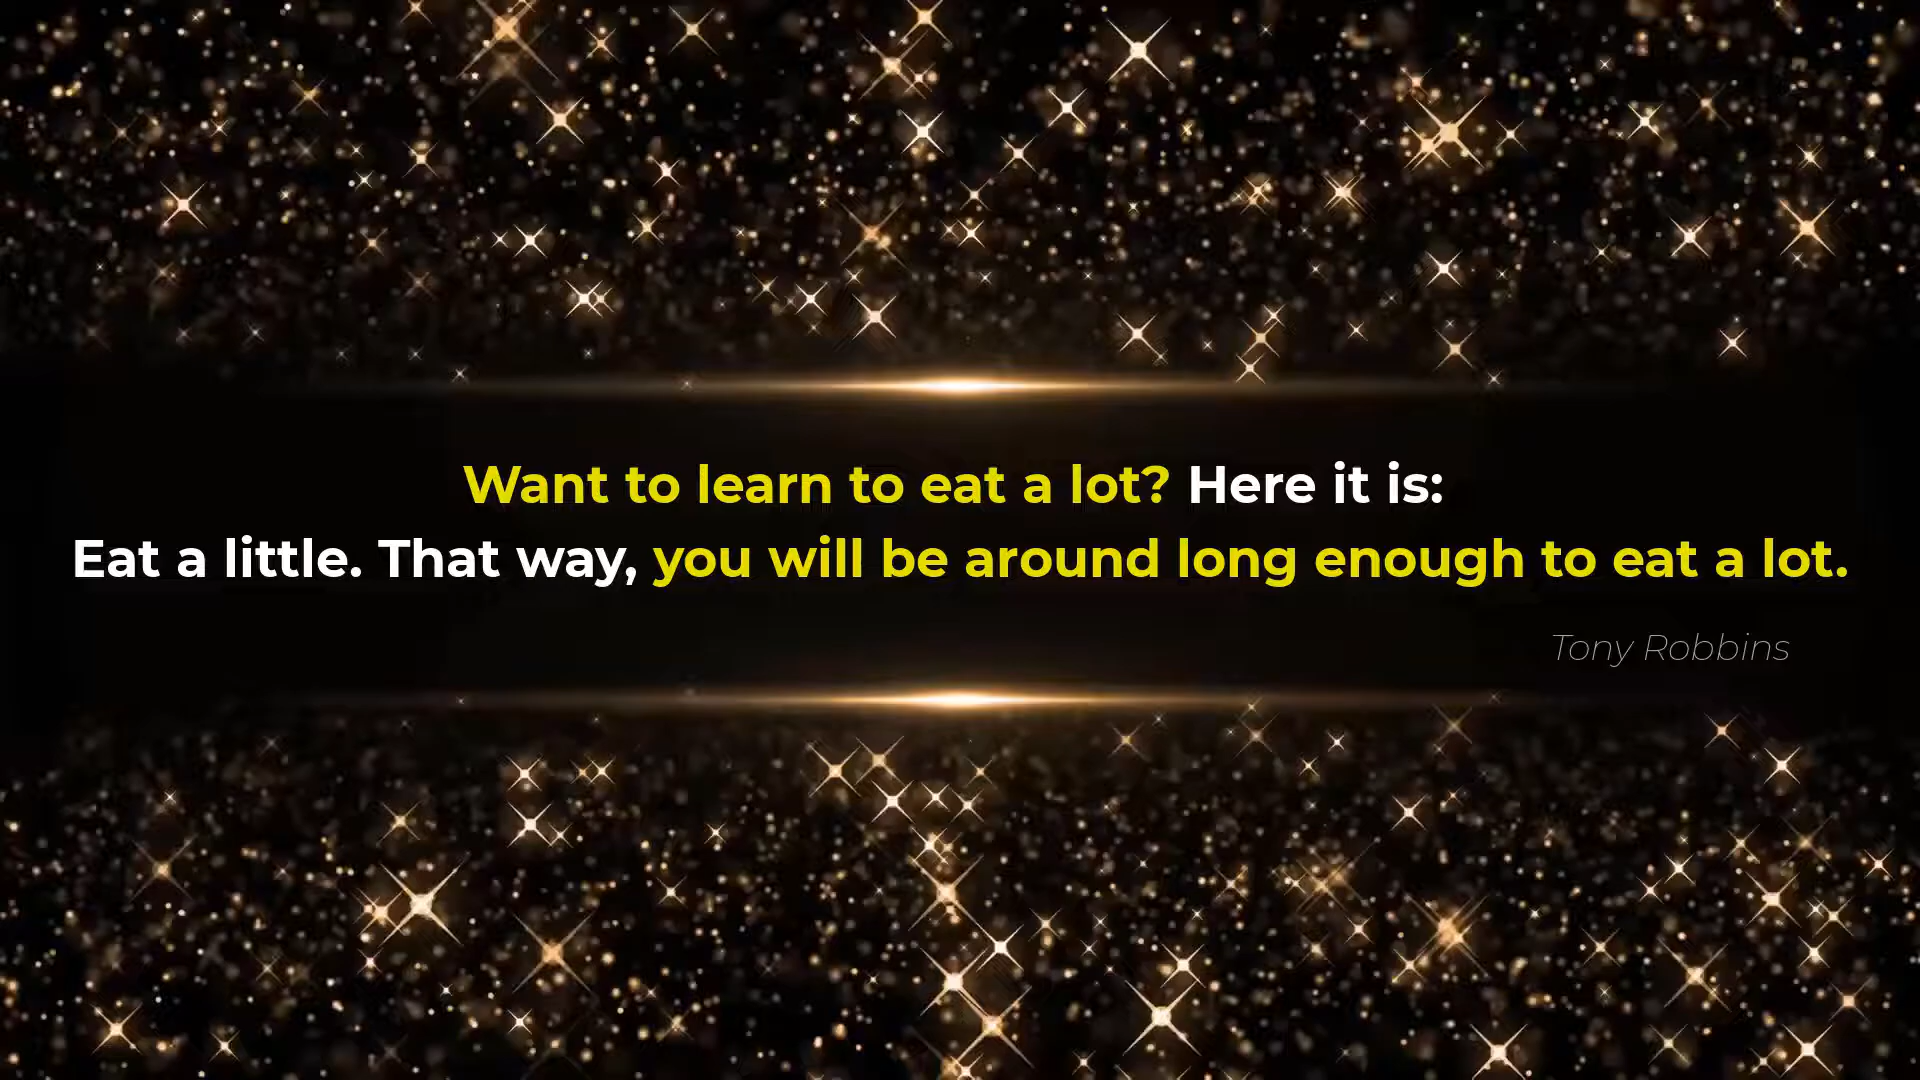 Want to learn to eat a lot? Here it is:
Eat a little. That way, you will be around long enough to eat a lot.
Tony Robbins